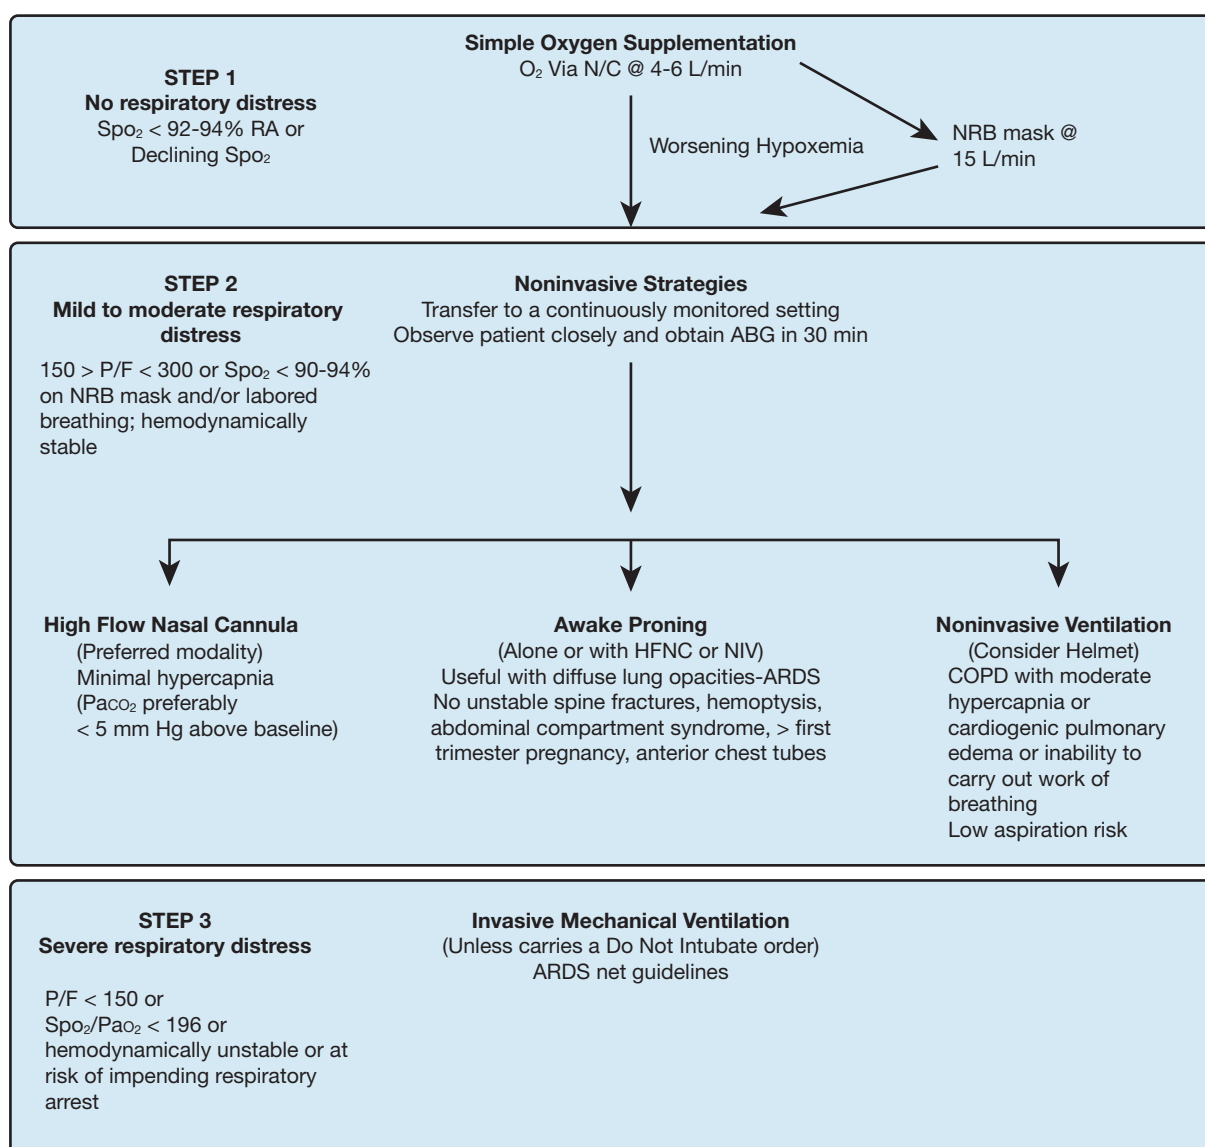 STEP 1
No respiratory distress
Spo₂ < 92-94% RA or
Declining Spo₂
Simple Oxygen Supplementation
O₂ Via N/C @ 4-6 L/min
Worsening Hypoxemia
NRB mask @
15 L/min
STEP 2
Mild to moderate respiratory
distress
150 > P/F < 300 or Spo₂ < 90-94%
on NRB mask and/or labored
breathing; hemodynamically
stable
Noninvasive Strategies
Transfer to a continuously monitored setting
Observe patient closely and obtain ABG in 30 min
High Flow Nasal Cannula
(Preferred modality)
Minimal hypercapnia
(Paco₂ preferably
< 5 mm Hg above baseline)
Awake Proning
(Alone or with HFNC or NIV)
Useful with diffuse lung opacities-ARDS
No unstable spine fractures, hemoptysis,
abdominal compartment syndrome, > first
trimester pregnancy, anterior chest tubes
Noninvasive Ventilation
(Consider Helmet)
COPD with moderate
hypercapnia or
cardiogenic pulmonary
edema or inability to
carry out work of
breathing
Low aspiration risk
STEP 3
Severe respiratory distress
P/F < 150 or
Spo₂/Pao₂ < 196 or
hemodynamically unstable or at
risk of impending respiratory
arrest
Invasive Mechanical Ventilation
(Unless carries a Do Not Intubate order)
ARDS net guidelines